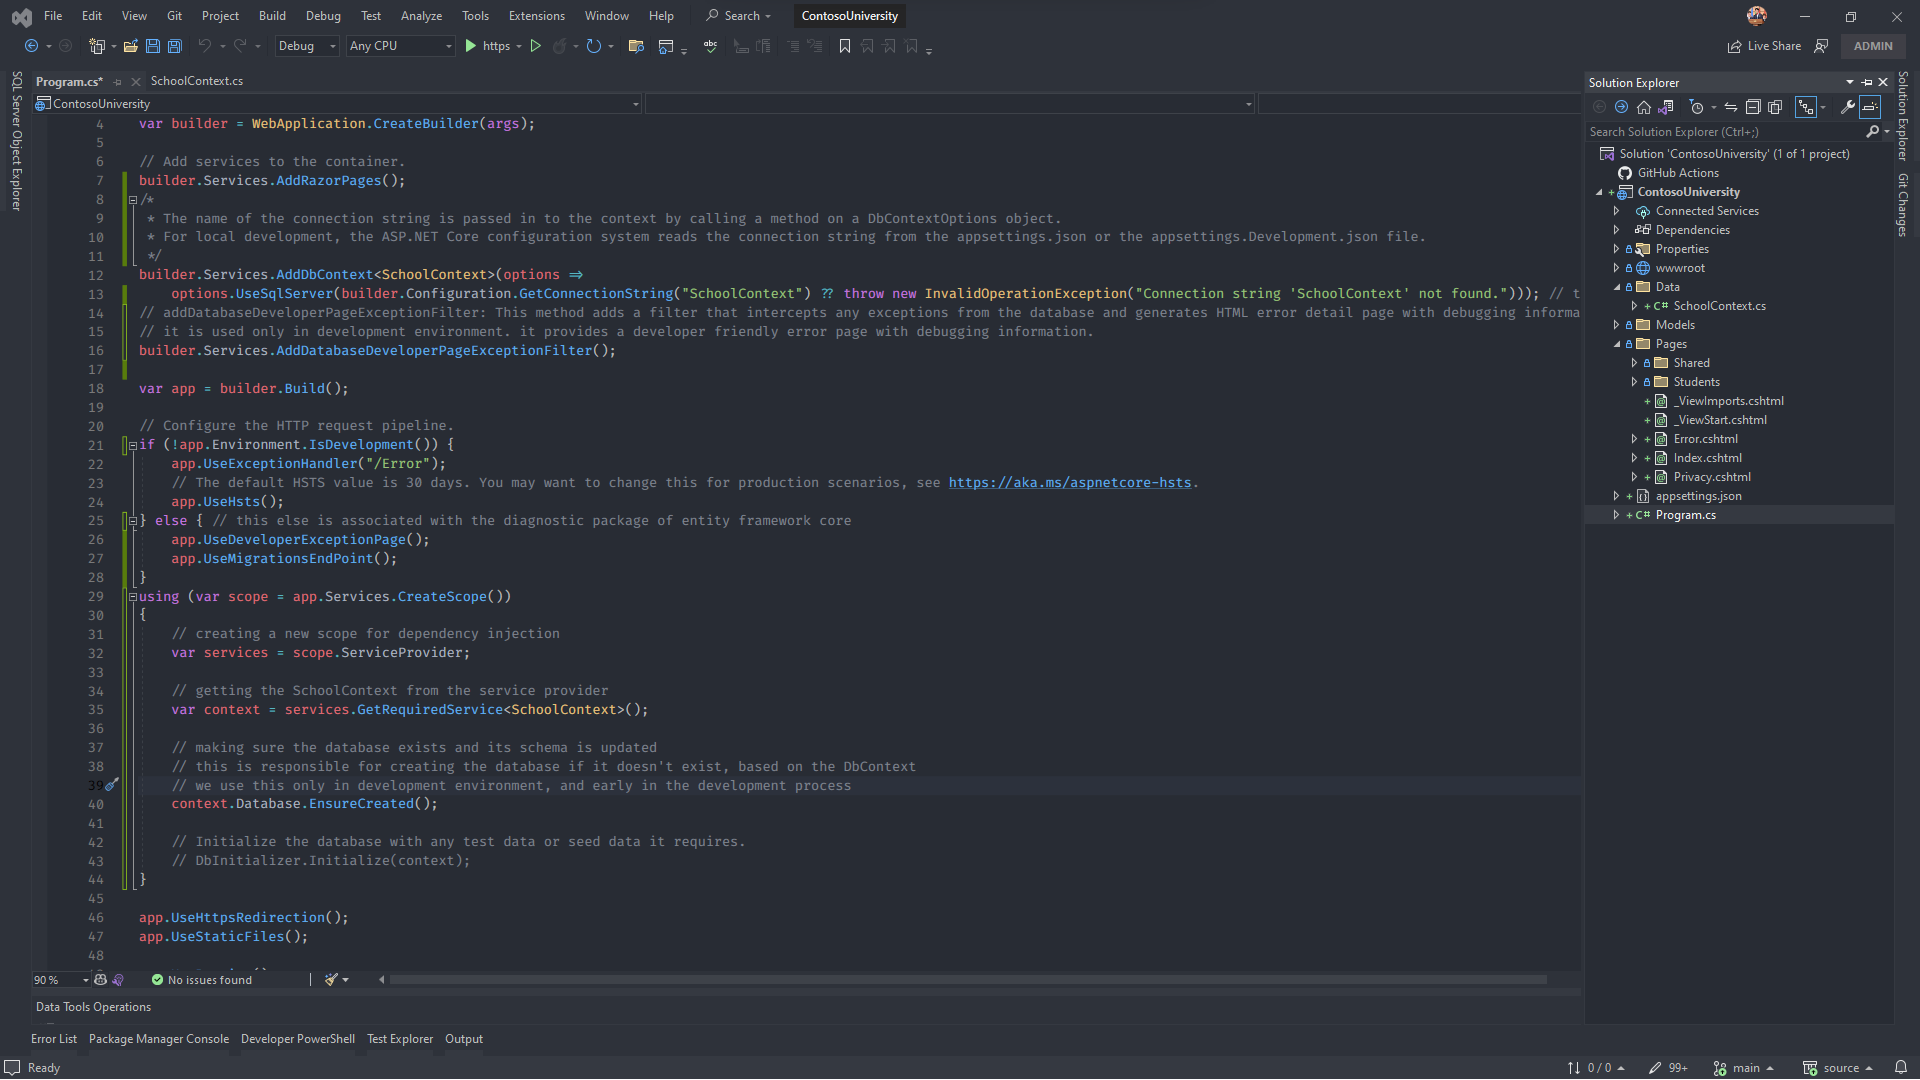 File Edit View Git Project Build Debug Test Analyze Tools Extensions Window Help Search ContosoUniversity
Debug Any CPU https Live Share ADMIN
SQL Server Object Explorer
Program.cs* SchoolContext.cs
ContosoUniversity
4 var builder = WebApplication.CreateBuilder(args);
5
6 // Add services to the container.
7 builder.Services.AddRazorPages();
8 /*
9 * The name of the connection string is passed in to the context by calling a method on a DbContextOptions object.
10 * For local development, the ASP.NET Core configuration system reads the connection string from the appsettings.json or the appsettings.Development.json file.
11 */
12 builder.Services.AddDbContext<SchoolContext>(options =>
13 options.UseSqlServer(builder.Configuration.GetConnectionString("SchoolContext") ?? throw new InvalidOperationException("Connection string 'SchoolContext' not found."))); // t
14 // addDatabaseDeveloperPageExceptionFilter: This method adds a filter that intercepts any exceptions from the database and generates HTML error detail page with debugging informa
15 // it is used only in development environment. it provides a developer friendly error page with debugging information.
16 builder.Services.AddDatabaseDeveloperPageExceptionFilter();
17
18 var app = builder.Build();
19
20 // Configure the HTTP request pipeline.
21 if (!app.Environment.IsDevelopment()) {
22 app.UseExceptionHandler("/Error");
23 // The default HSTS value is 30 days. You may want to change this for production scenarios, see https://aka.ms/aspnetcore-hsts.
24 app.UseHsts();
25 } else { // this else is associated with the diagnostic package of entity framework core
26 app.UseDeveloperExceptionPage();
27 app.UseMigrationsEndPoint();
28 }
29 using (var scope = app.Services.CreateScope())
30 {
31 // creating a new scope for dependency injection
32 var services = scope.ServiceProvider;
33
34 // getting the SchoolContext from the service provider
35 var context = services.GetRequiredService<SchoolContext>();
36
37 // making sure the database exists and its schema is updated
38 // this is responsible for creating the database if it doesn't exist, based on the DbContext
39 // we use this only in development environment, and early in the development process
40 context.Database.EnsureCreated();
41
42 // Initialize the database with any test data or seed data it requires.
43 // DbInitializer.Initialize(context);
44 }
45
46 app.UseHttpsRedirection();
47 app.UseStaticFiles();
48
90 % No issues found
Data Tools Operations
Error List Package Manager Console Developer PowerShell Test Explorer Output
Ready 0 / 0 99+ main source
Solution Explorer
Search Solution Explorer (Ctrl+;)
Solution 'ContosoUniversity' (1 of 1 project)
GitHub Actions
ContosoUniversity
Connected Services
Dependencies
Properties
wwwroot
Data
C# SchoolContext.cs
Models
Pages
Shared
Students
_ViewImports.cshtml
_ViewStart.cshtml
Error.cshtml
Index.cshtml
Privacy.cshtml
appsettings.json
C# Program.cs
Solution Explorer
Git Changes